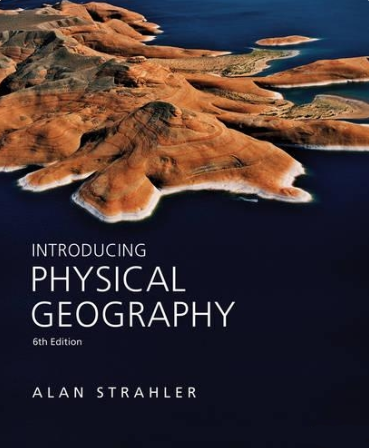 INTRODUCING
PHYSICAL
GEOGRAPHY
6th Edition
ALAN STRAHLER